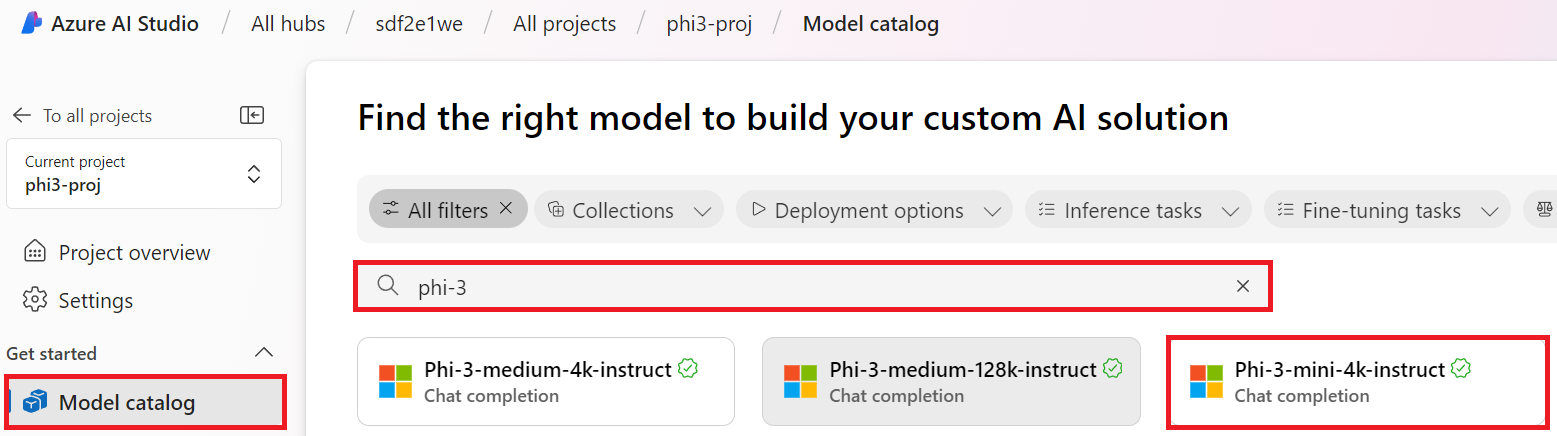 Azure AI Studio / All hubs / sdf2e1we / All projects / phi3-proj / Model catalog
To all projects
Current project
phi3-proj
Project overview
Settings
Get started
Model catalog
Find the right model to build your custom AI solution
All filters Collections Deployment options Inference tasks Fine-tuning tasks
phi-3
Phi-3-medium-4k-instruct
Chat completion
Phi-3-medium-128k-instruct
Chat completion
Phi-3-mini-4k-instruct
Chat completion